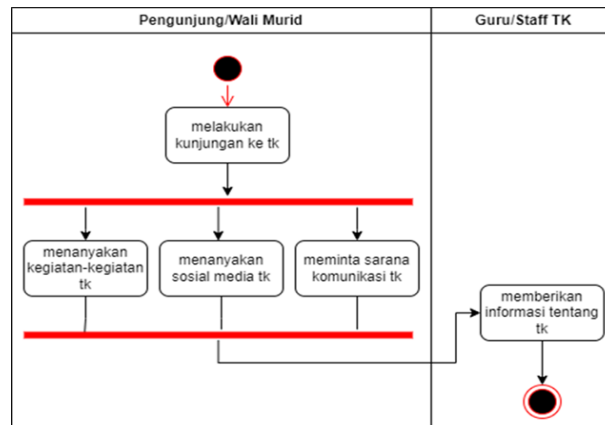 Pengunjung/Wali Murid
Guru/Staff TK
melakukan
kunjungan ke tk
menanyakan
kegiatan-kegiatan
tk
menanyakan
sosial media tk
meminta sarana
komunikasi tk
memberikan
informasi tentang
tk